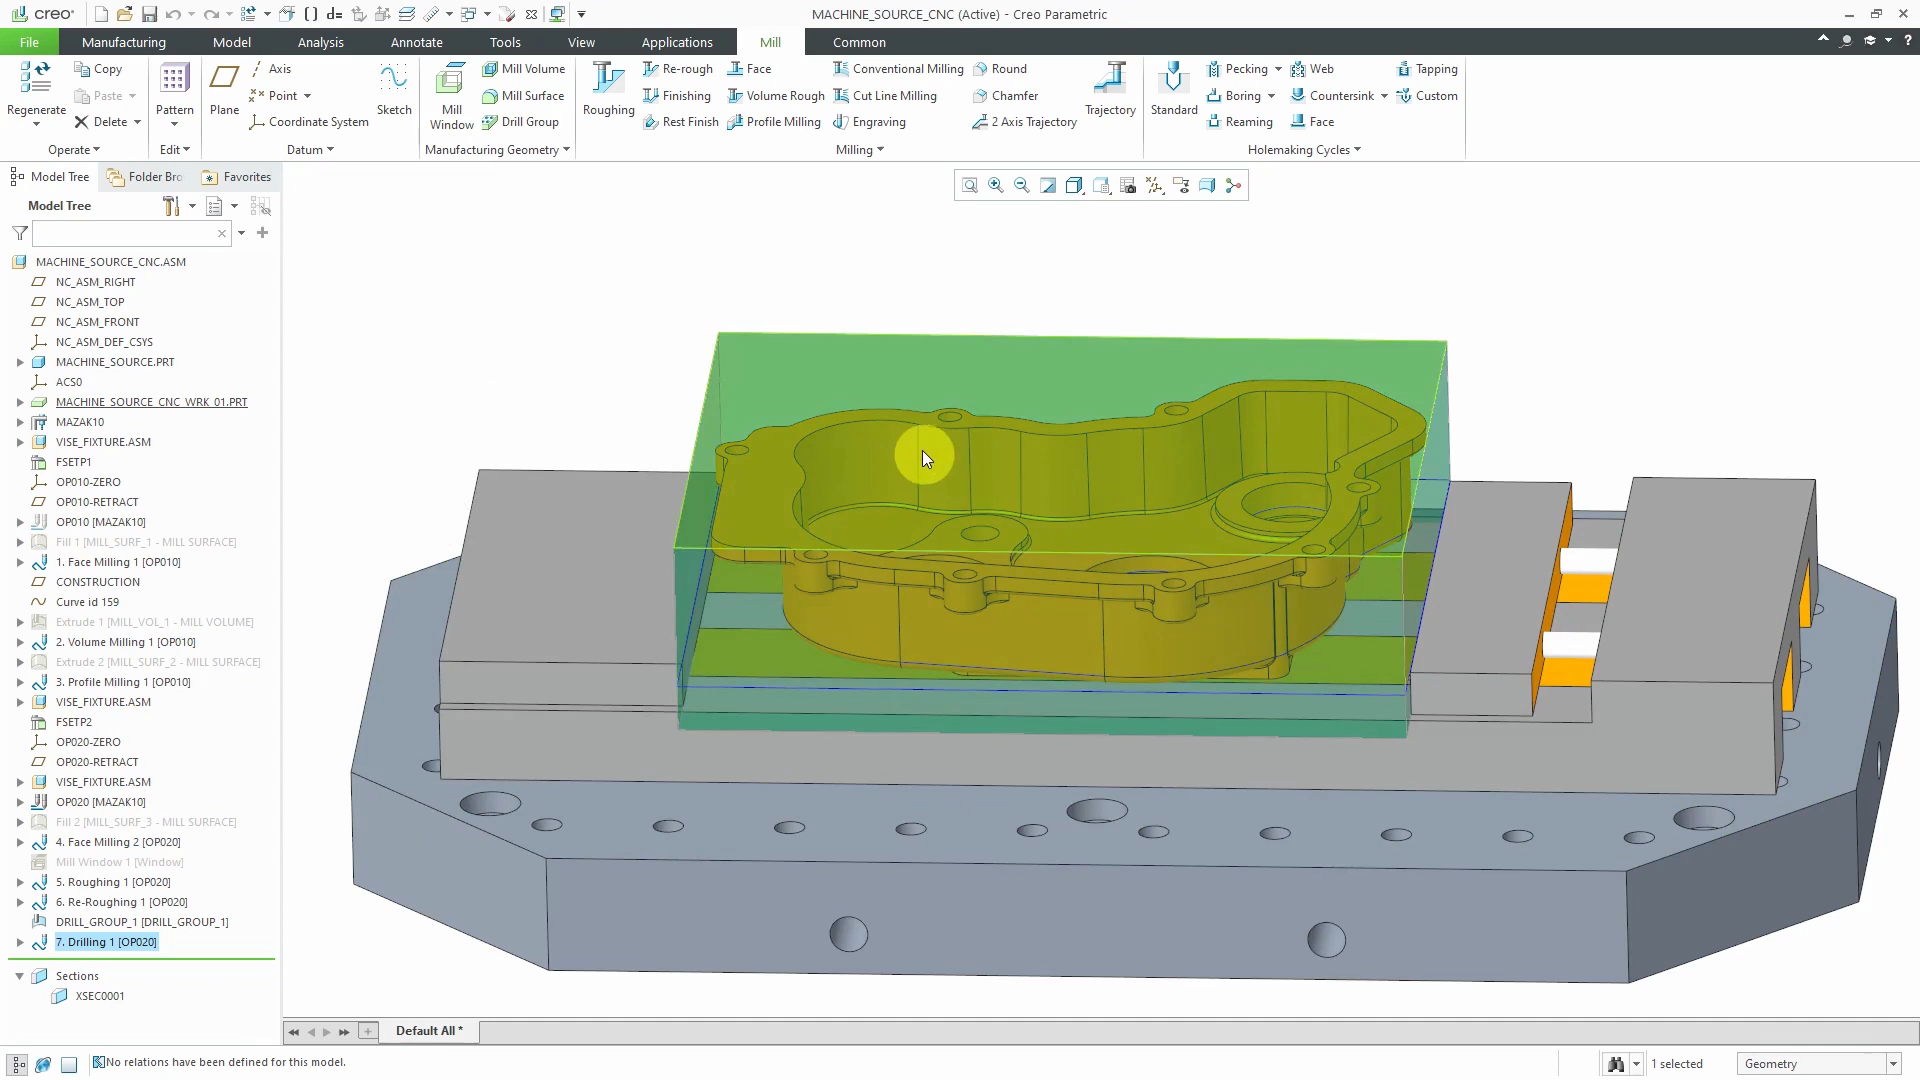 creo
MACHINE_SOURCE_CNC (Active) - Creo Parametric
File
Manufacturing
Model
Analysis
Annotate
Tools
View
Applications
Mill
Common
Regenerate
Copy
Paste
Delete
Operate
Pattern
Edit
Plane
Axis
Point
Coordinate System
Sketch
Datum
Mill
Window
Mill Volume
Mill Surface
Drill Group
Manufacturing Geometry
Roughing
Re-rough
Finishing
Rest Finish
Face
Volume Rough
Profile Milling
Conventional Milling
Cut Line Milling
Engraving
Round
Chamfer
2 Axis Trajectory
Trajectory
Milling
Standard
Pecking
Boring
Reaming
Web
Countersink
Face
Tapping
Custom
Holemaking Cycles
Model Tree
Folder Bro
Favorites
Model Tree
MACHINE_SOURCE_CNC.ASM
NC_ASM_RIGHT
NC_ASM_TOP
NC_ASM_FRONT
NC_ASM_DEF_CSYS
MACHINE_SOURCE.PRT
ACS0
MACHINE_SOURCE_CNC_WRK_01.PRT
MAZAK10
VISE_FIXTURE.ASM
FSETP1
OP010-ZERO
OP010-RETRACT
OP010 [MAZAK10]
Fill 1 [MILL_SURF_1 - MILL SURFACE]
1. Face Milling 1 [OP010]
CONSTRUCTION
Curve id 159
Extrude 1 [MILL_VOL_1 - MILL VOLUME]
2. Volume Milling 1 [OP010]
Extrude 2 [MILL_SURF_2 - MILL SURFACE]
3. Profile Milling 1 [OP010]
VISE_FIXTURE.ASM
FSETP2
OP020-ZERO
OP020-RETRACT
VISE_FIXTURE.ASM
OP020 [MAZAK10]
Fill 2 [MILL_SURF_3 - MILL SURFACE]
4. Face Milling 2 [OP020]
Mill Window 1 [Window]
5. Roughing 1 [OP020]
6. Re-Roughing 1 [OP020]
DRILL_GROUP_1 [DRILL_GROUP_1]
7. Drilling 1 [OP020]
Sections
XSEC0001
Default All *
No relations have been defined for this model.
1 selected
Geometry